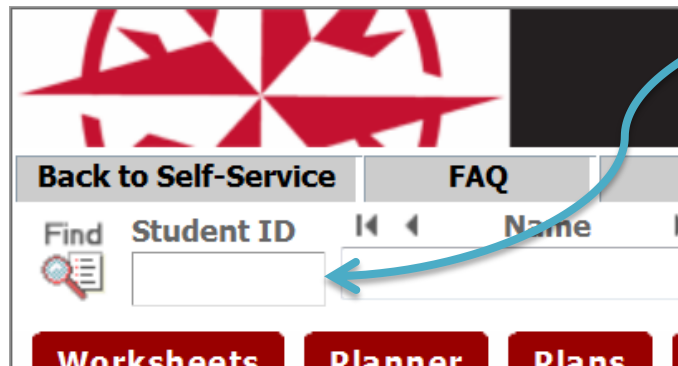 Back to Self-Service FAQ
Find Student ID Name
Worksheets Planner Plans